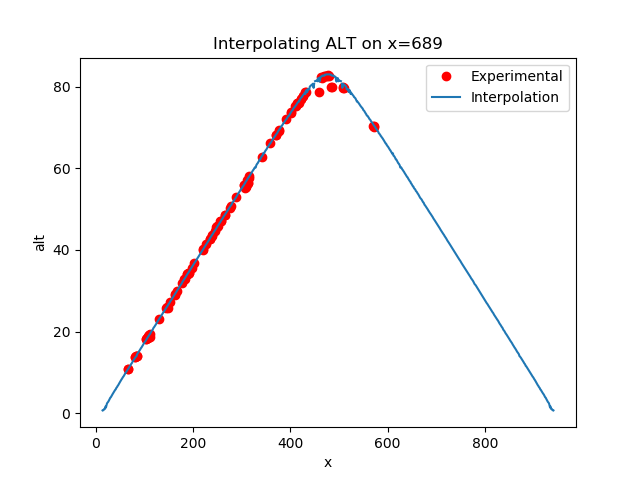 Interpolating ALT on x=689
Experimental
Interpolation
80
60
40
20
0
alt
0 200 400 600 800
x